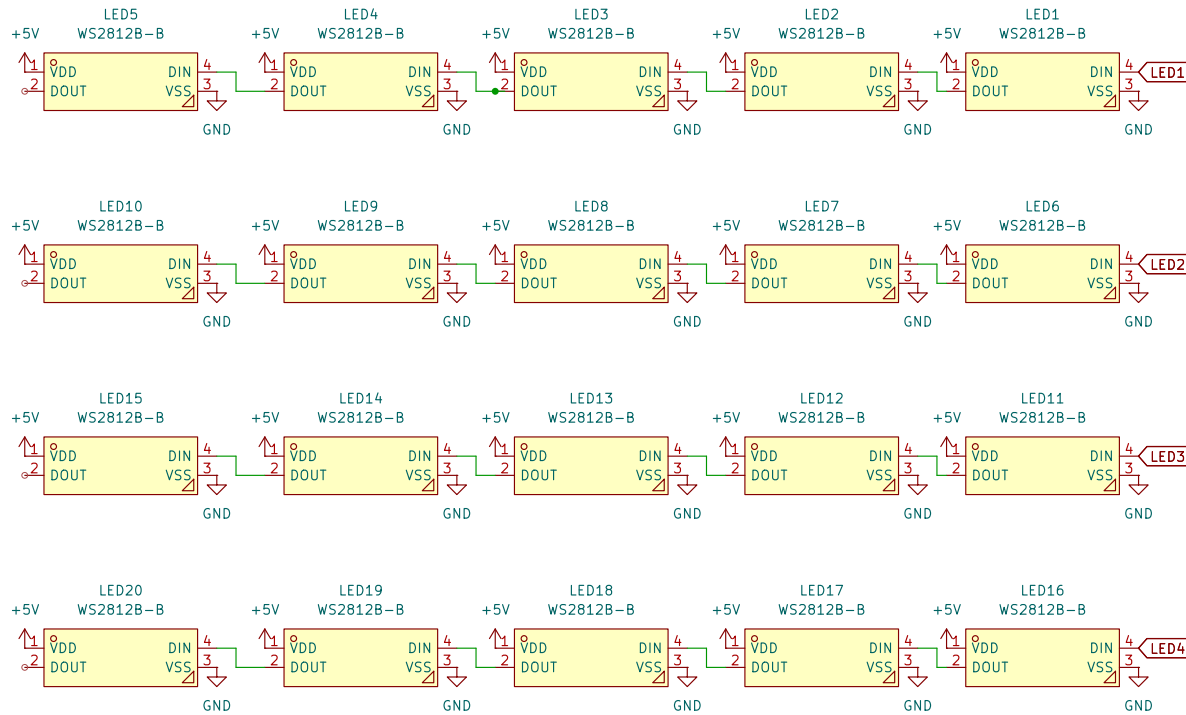 LED5 LED4 LED3 LED2 LED1
+5V WS2812B-B +5V WS2812B-B +5V WS2812B-B +5V WS2812B-B +5V WS2812B-B
1 VDD DIN 4 1 VDD DIN 4 1 VDD DIN 4 1 VDD DIN 4 1 VDD DIN 4 LED1
2 DOUT VSS 3 2 DOUT VSS 3 2 DOUT VSS 3 2 DOUT VSS 3 2 DOUT VSS 3
GND GND GND GND GND
LED10 LED9 LED8 LED7 LED6
+5V WS2812B-B +5V WS2812B-B +5V WS2812B-B +5V WS2812B-B +5V WS2812B-B
1 VDD DIN 4 1 VDD DIN 4 1 VDD DIN 4 1 VDD DIN 4 1 VDD DIN 4 LED2
2 DOUT VSS 3 2 DOUT VSS 3 2 DOUT VSS 3 2 DOUT VSS 3 2 DOUT VSS 3
GND GND GND GND GND
LED15 LED14 LED13 LED12 LED11
+5V WS2812B-B +5V WS2812B-B +5V WS2812B-B +5V WS2812B-B +5V WS2812B-B
1 VDD DIN 4 1 VDD DIN 4 1 VDD DIN 4 1 VDD DIN 4 1 VDD DIN 4 LED3
2 DOUT VSS 3 2 DOUT VSS 3 2 DOUT VSS 3 2 DOUT VSS 3 2 DOUT VSS 3
GND GND GND GND GND
LED20 LED19 LED18 LED17 LED16
+5V WS2812B-B +5V WS2812B-B +5V WS2812B-B +5V WS2812B-B +5V WS2812B-B
1 VDD DIN 4 1 VDD DIN 4 1 VDD DIN 4 1 VDD DIN 4 1 VDD DIN 4 LED4
2 DOUT VSS 3 2 DOUT VSS 3 2 DOUT VSS 3 2 DOUT VSS 3 2 DOUT VSS 3
GND GND GND GND GND